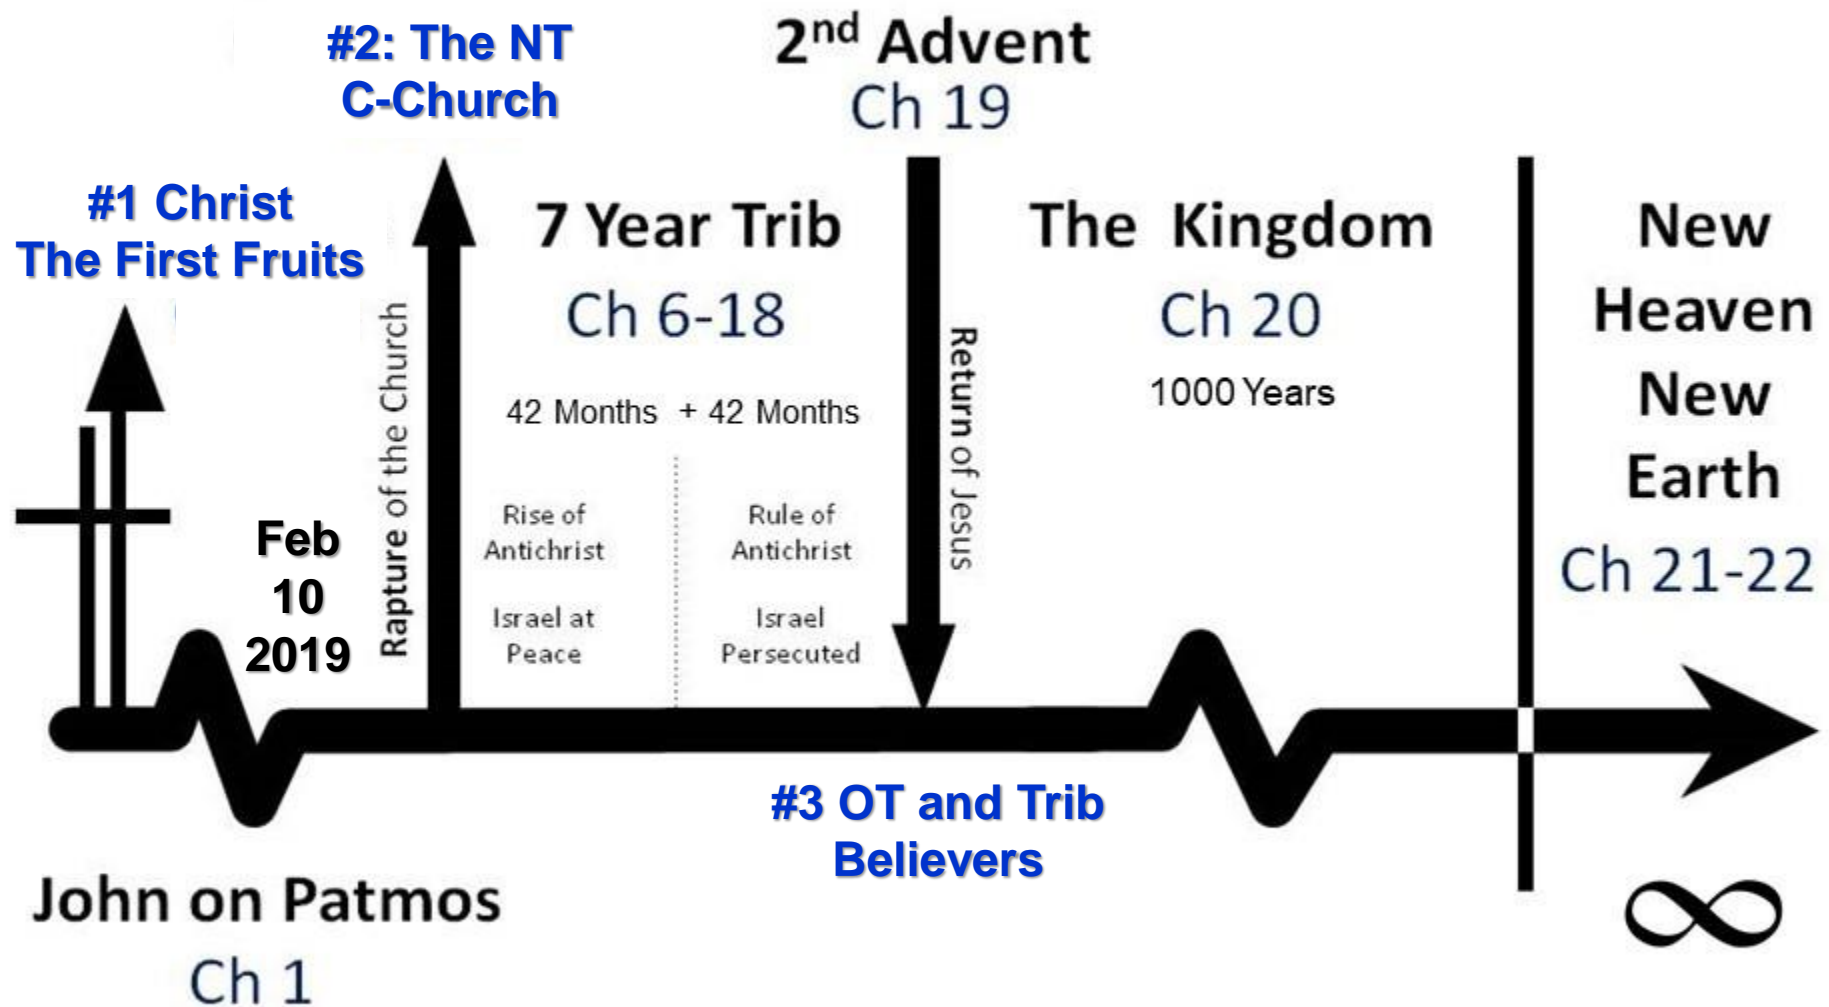 #2: The NT
C-Church
2nd Advent
Ch 19
#1 Christ
The First Fruits
Rapture of the Church
7 Year Trib
Ch 6-18
42 Months + 42 Months
Rise of
Antichrist
Israel at
Peace
Rule of
Antichrist
Israel
Persecuted
Return of Jesus
The Kingdom
Ch 20
1000 Years
New
Heaven
New
Earth
Ch 21-22
Feb
10
2019
#3 OT and Trib
Believers
John on Patmos
Ch 1
∞